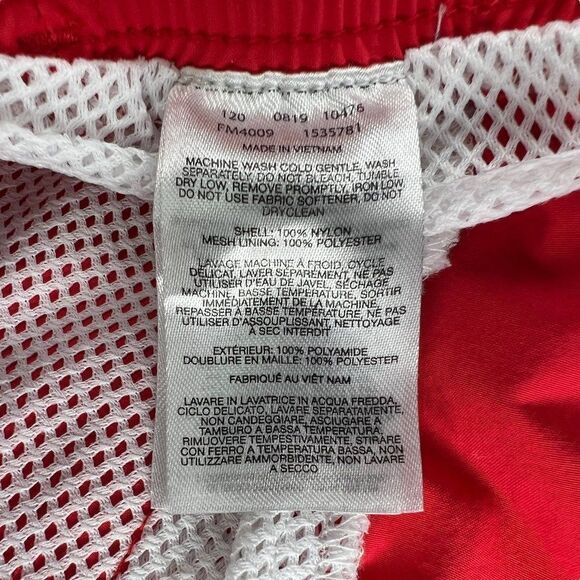 120 0819 10476
FM4009 1535781
MADE IN VIETNAM
MACHINE WASH COLD GENTLE, WASH
SEPARATELY, DO NOT BLEACH, TUMBLE
DRY LOW, REMOVE PROMPTLY, IRON LOW
DO NOT USE FABRIC SOFTENER, DO NOT
DRYCLEAN
SHELL: 100% NYLON
MESH LINING: 100% POLYESTER
LAVAGE MACHINE À FROID, CYCLE
DÉLICAT, LAVER SÉPARÉMENT, NE PAS
UTILISER D'EAU DE JAVEL, SÉCHAGE
MACHINE, BASSE TEMPÉRATURE, SORTIR
IMMÉDIATEMENT DE LA MACHINE,
REPASSER À BASSE TEMPÉRATURE, NE PAS
UTILISER D'ASSOUPLISSANT, NETTOYAGE
A SEC INTERDIT
EXTÉRIEUR: 100% POLYAMIDE
DOUBLURE EN MAILLE: 100% POLYESTER
FABRIQUÉ AU VIÊT NAM
LAVARE IN LAVATRICE IN ACQUA FREDDA,
CICLO DELICATO, LAVARE SEPARATAMENTE,
NON CANDEGGIARE, ASCIUGARE A
TAMBURO A BASSA TEMPERATURA,
RIMUOVERE TEMPESTIVAMENTE, STIRARE
CON FERRO A TEMPERATURA BASSA, NON
UTILIZZARE AMMORBIDENTE, NON LAVARE
A SECCO